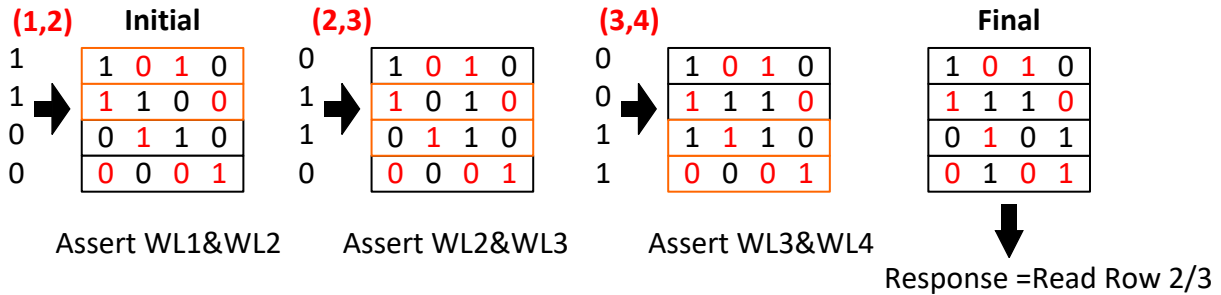 (1,2) Initial (2,3) (3,4) Final
1 1 0 1 0 0 1 0 1 0 0 1 0 1 0 1 0 1 0
1 1 1 0 0 1 1 0 1 0 0 1 1 1 0 1 1 1 0
0 0 1 1 0 1 0 1 1 0 1 1 1 1 0 0 1 0 1
0 0 0 0 1 0 0 0 0 1 1 0 0 0 1 0 1 0 1
Assert WL1&WL2 Assert WL2&WL3 Assert WL3&WL4
Response =Read Row 2/3